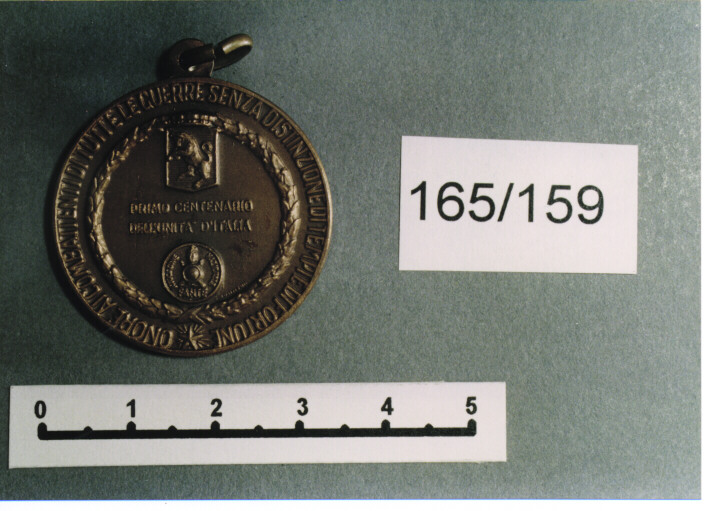 ONORE AI COMBATTENTI DI TUTTE LE GUERRE SENZA DISTINZIONE DI TEMPI E DI FORTUNE
PRIMO CENTENARIO
DELL'UNITA' D'ITALIA
165/159
0 1 2 3 4 5